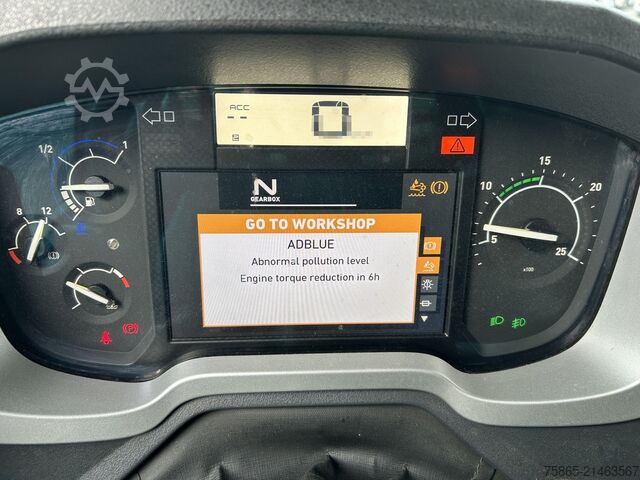 ACC
--
0
1/2
1
8
12
N
GEARBOX
GO TO WORKSHOP
ADBLUE
Abnormal pollution level
Engine torque reduction in 6h
5
10
15
20
25
x100
P
75865-21463567